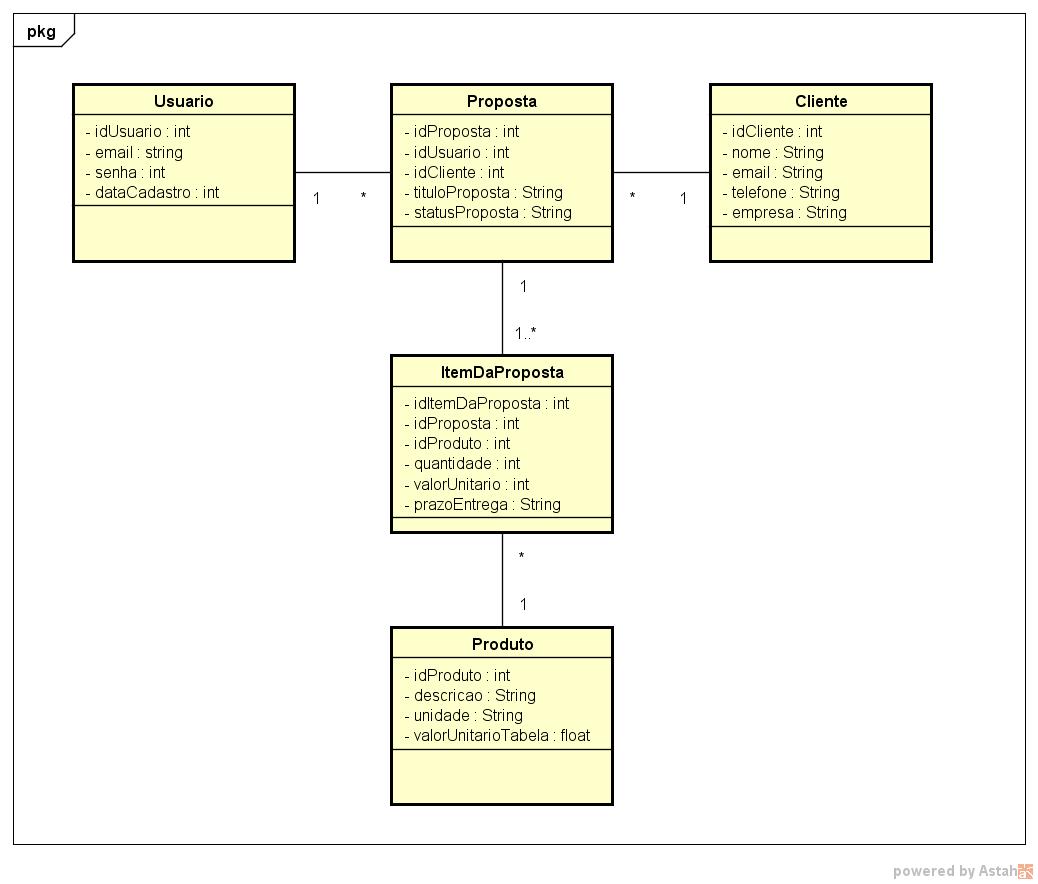 pkg
Usuario
- idUsuario : int
- email : string
- senha : int
- dataCadastro : int
1
*
Proposta
- idProposta : int
- idUsuario : int
- idCliente : int
- tituloProposta : String
- statusProposta : String
*
1
Cliente
- idCliente : int
- nome : String
- email : String
- telefone : String
- empresa : String
1
1..*
ItemDaProposta
- idItemDaProposta : int
- idProposta : int
- idProduto : int
- quantidade : int
- valorUnitario : int
- prazoEntrega : String
*
1
Produto
- idProduto : int
- descricao : String
- unidade : String
- valorUnitarioTabela : float
powered by Astah